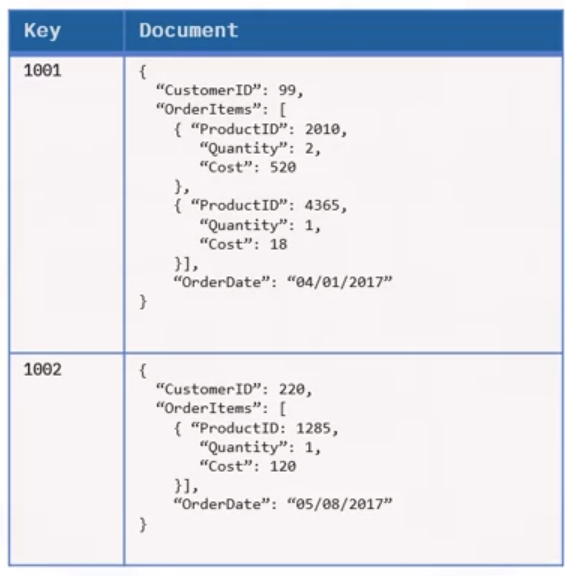 Key Document
1001 {
“CustomerID”: 99,
“OrderItems”: [
{ “ProductID”: 2010,
“Quantity”: 2,
“Cost”: 520
},
{ “ProductID”: 4365,
“Quantity”: 1,
“Cost”: 18
}],
“OrderDate”: “04/01/2017”
}
1002 {
“CustomerID”: 220,
“OrderItems”: [
{ “ProductID: 1285,
“Quantity”: 1,
“Cost”: 120
}],
“OrderDate”: “05/08/2017”
}